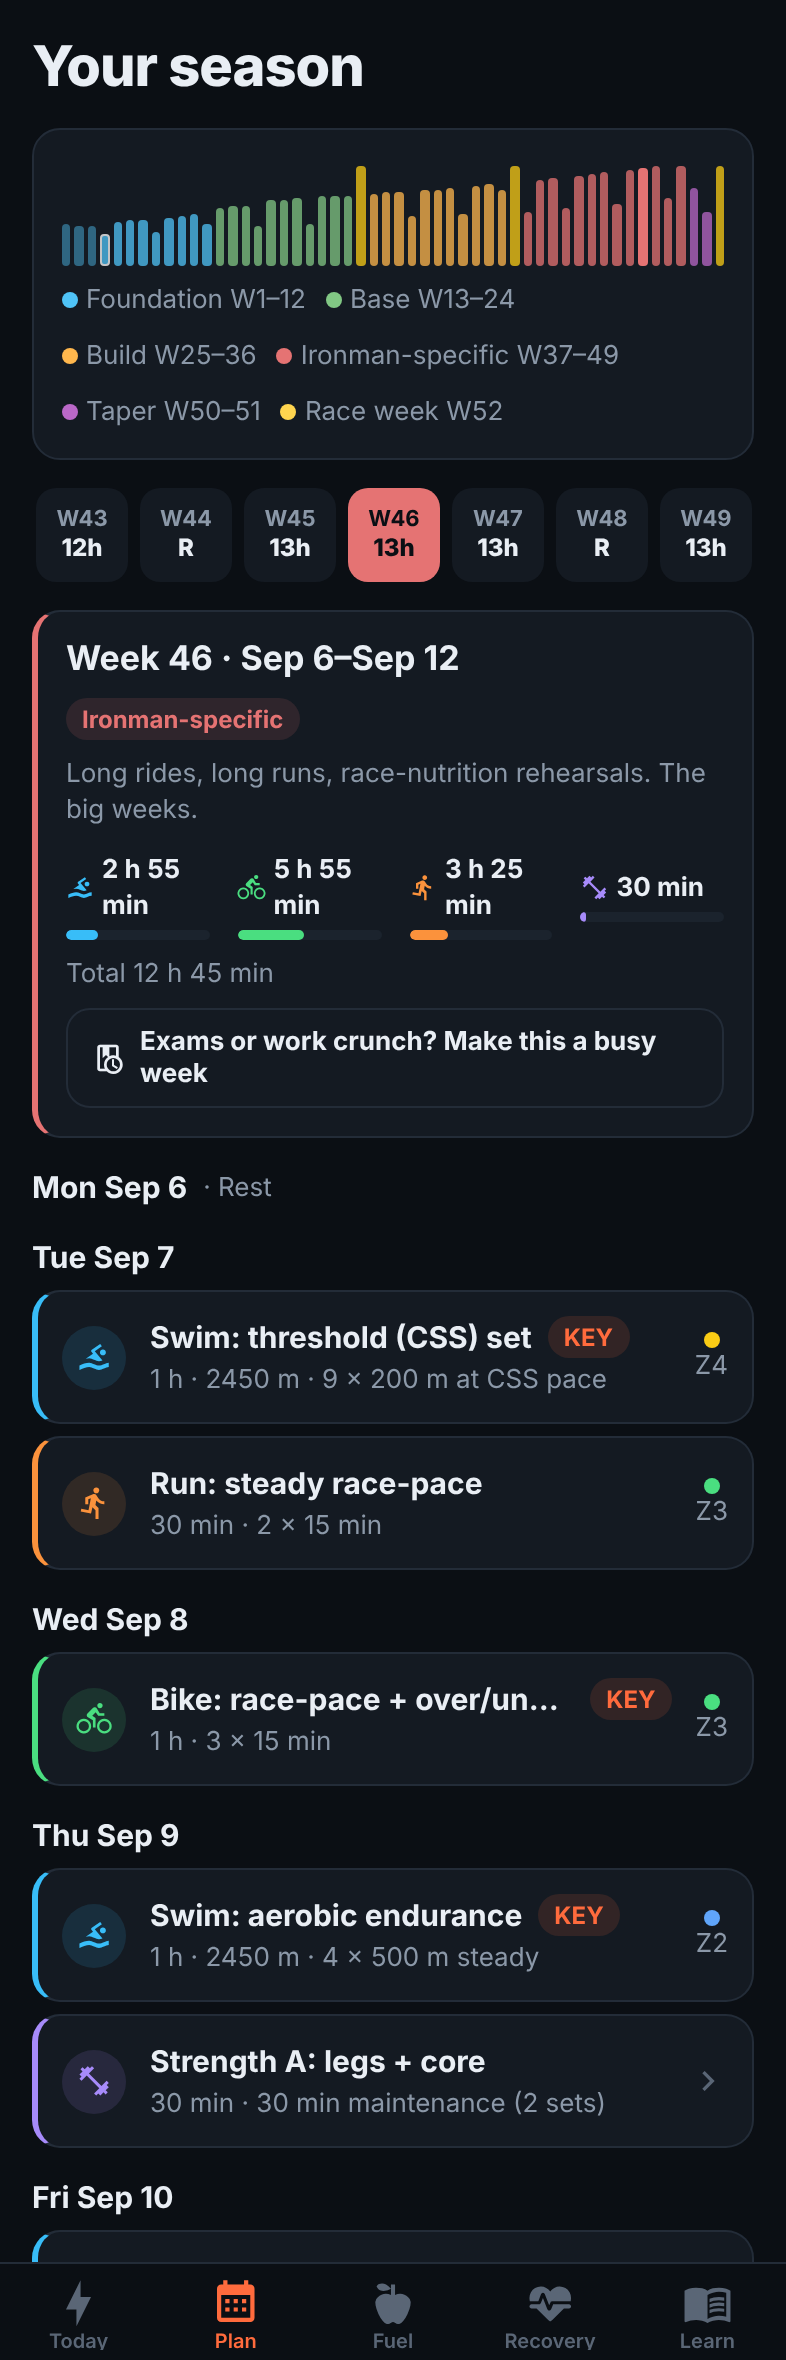 Your season
Foundation W1–12 Base W13–24
Build W25–36 Ironman-specific W37–49
Taper W50–51 Race week W52
W43 W44 W45 W46 W47 W48 W49
12h R 13h 13h 13h R 13h
Week 46 · Sep 6–Sep 12
Ironman-specific
Long rides, long runs, race-nutrition rehearsals. The
big weeks.
2 h 55 min
5 h 55 min
3 h 25 min
30 min
Total 12 h 45 min
Exams or work crunch? Make this a busy
week
Mon Sep 6 · Rest
Tue Sep 7
Swim: threshold (CSS) set KEY
1 h · 2450 m · 9 × 200 m at CSS pace
Z4
Run: steady race-pace
30 min · 2 × 15 min
Z3
Wed Sep 8
Bike: race-pace + over/un... KEY
1 h · 3 × 15 min
Z3
Thu Sep 9
Swim: aerobic endurance KEY
1 h · 2450 m · 4 × 500 m steady
Z2
Strength A: legs + core
30 min · 30 min maintenance (2 sets)
Fri Sep 10
Today Plan Fuel Recovery Learn